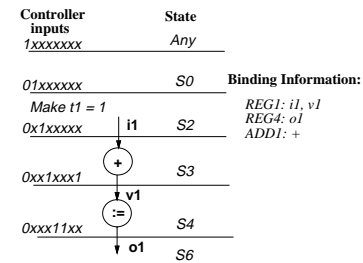 Controller inputs State
1xxxxxxx Any
01xxxxxx S0 Binding Information:
Make t1 = 1 REG1: i1, v1
i1 REG4: o1
0x1xxxxx S2 ADD1: +
+
0xx1xxx1 S3
v1
:=
0xxx11xx S4
o1 S6